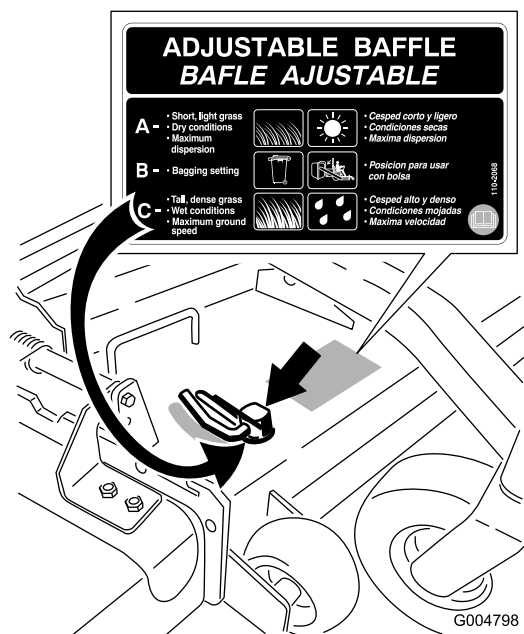 ADJUSTABLE BAFFLE
BAFLE AJUSTABLE
A - • Short, light grass
• Dry conditions
• Maximum
dispersion
• Cesped corto y ligero
• Condiciones secas
• Maxima dispersion
B - • Bagging setting
• Posicion para usar
con bolsa
C - • Tall, dense grass
• Wet conditions
• Maximum ground
speed
• Cesped alto y denso
• Condiciones mojadas
• Maxima velocidad
110-2068
G004798